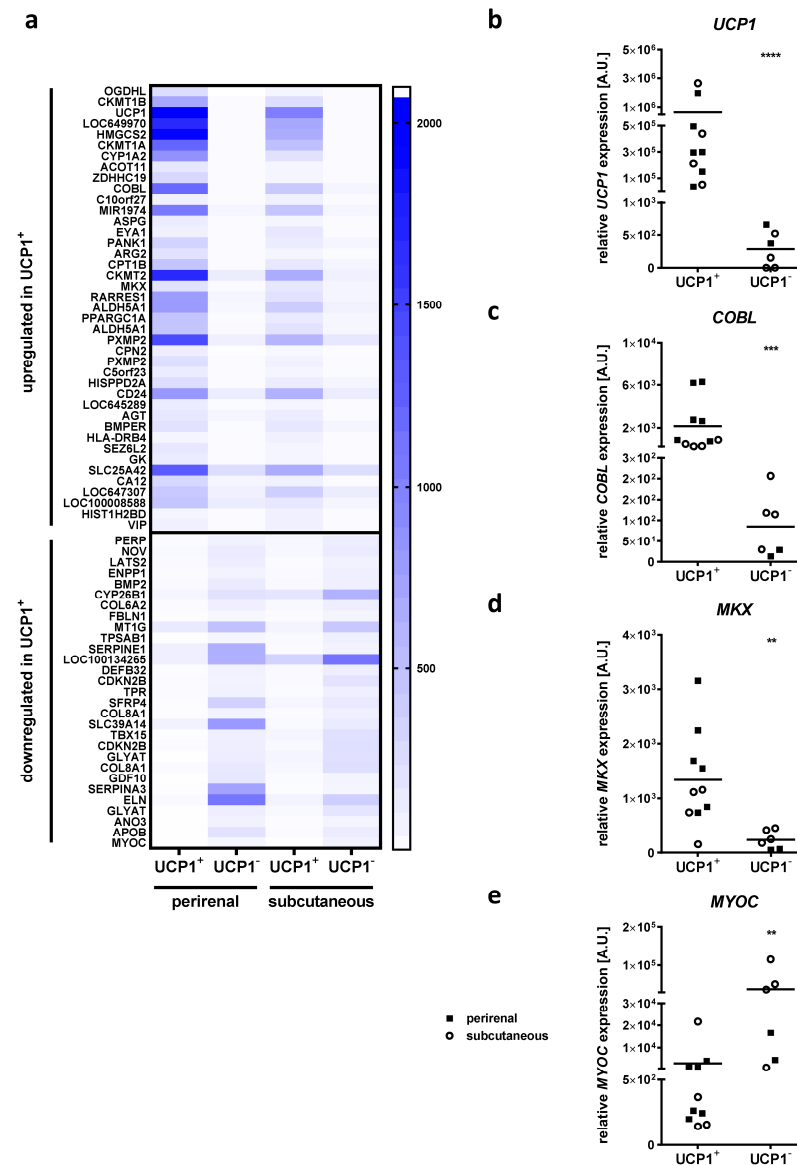 a
upregulated in UCP1⁺
OGDHL
CKMT1B
UCP1
LOC649970
HMGCS2
CKMT1A
CYP1A2
ACOT11
ZDHHC19
COBL
C10orf27
MIR1974
ASPG
EYA1
PANK1
ARG2
CPT1B
CKMT2
MKX
RARRES1
ALDH5A1
PPARGC1A
ALDH5A1
PXMP2
CPN2
PXMP2
C5orf23
HISPPD2A
CD24
LOC645289
AGT
BMPER
HLA-DRB4
SEZ6L2
GK
SLC25A42
CA12
LOC647307
LOC100008588
HIST1H2BD
VIP
downregulated in UCP1⁺
PERP
NOV
LATS2
ENPP1
BMP2
CYP26B1
COL6A2
FBLN1
MT1G
TPSAB1
SERPINE1
LOC100134265
DEFB32
CDKN2B
TPR
SFRP4
COL8A1
SLC39A14
TBX15
CDKN2B
GLYAT
COL8A1
GDF10
SERPINA3
ELN
GLYAT
ANO3
APOB
MYOC
UCP1⁺ UCP1⁻ UCP1⁺ UCP1⁻
perirenal subcutaneous
2000
1500
1000
500
b
UCP1
relative UCP1 expression [A.U.]
5×10⁶
3×10⁶
1×10⁶
5×10⁵
3×10⁵
1×10⁵
1×10³
5×10²
0
****
UCP1⁺ UCP1⁻
c
COBL
relative COBL expression [A.U.]
1×10⁴
6×10³
2×10³
3×10²
2×10²
2×10²
1×10²
5×10¹
0
***
UCP1⁺ UCP1⁻
d
MKX
relative MKX expression [A.U.]
4×10³
3×10³
2×10³
1×10³
0
**
UCP1⁺ UCP1⁻
e
MYOC
relative MYOC expression [A.U.]
2×10⁵
1×10⁵
3×10⁴
2×10⁴
1×10⁴
5×10²
0
**
UCP1⁺ UCP1⁻
perirenal
subcutaneous